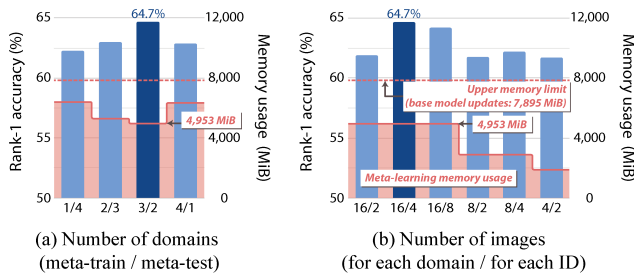 64.7%
65
60
55
50
Rank-1 accuracy (%)
12,000
8,000
4,000
0
Memory usage (MiB)
4,953 MiB
1/4 2/3 3/2 4/1
(a) Number of domains
(meta-train / meta-test)
64.7%
65
60
55
50
Rank-1 accuracy (%)
12,000
8,000
4,000
0
Memory usage (MiB)
Upper memory limit
(base model updates: 7,895 MiB)
4,953 MiB
Meta-learning memory usage
16/2 16/4 16/8 8/2 8/4 4/2
(b) Number of images
(for each domain / for each ID)